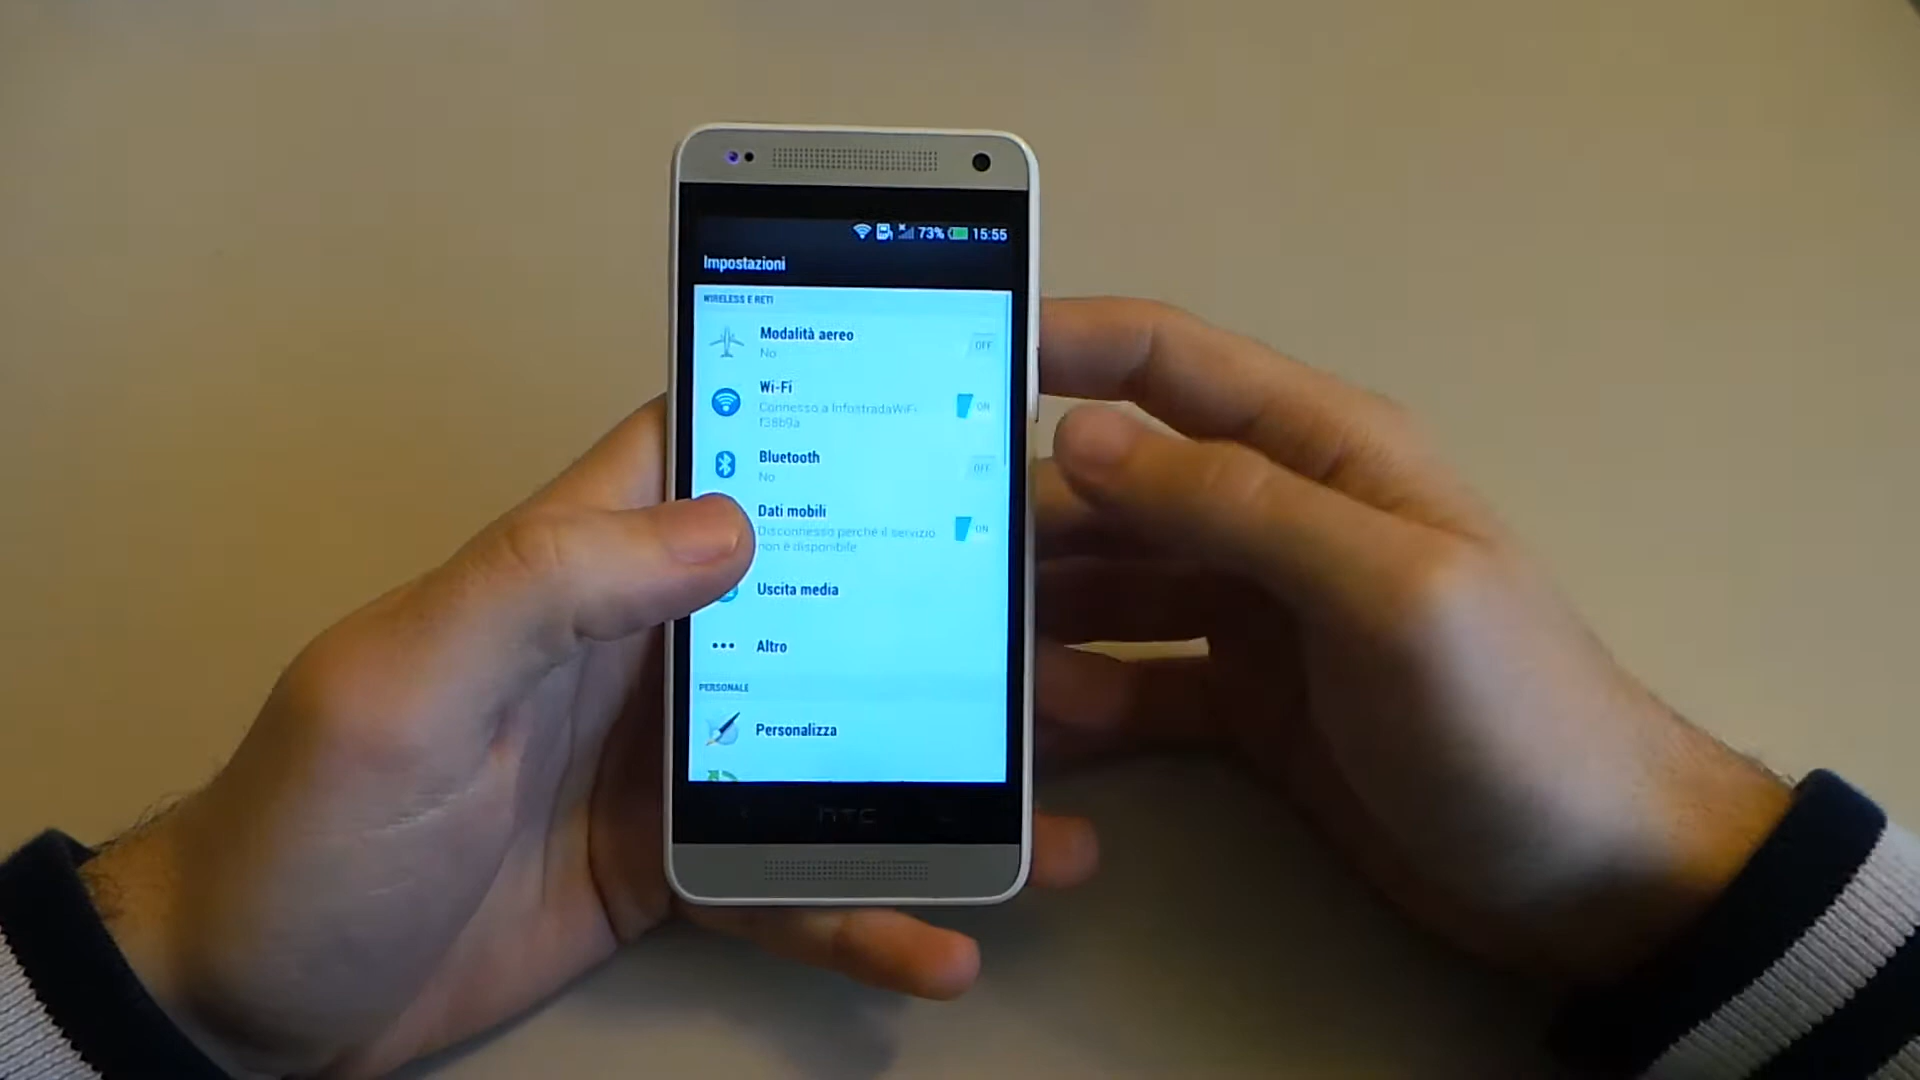 73% 15:55
Impostazioni
WIRELESS E RETI
Modalità aereo
No
OFF
Wi-Fi
Connesso a InfostradaWiFi-
f38b9a
ON
Bluetooth
No
OFF
Dati mobili
Disconnesso perché il servizio
non è disponibile
ON
Uscita media
Altro
PERSONALE
Personalizza
hTC